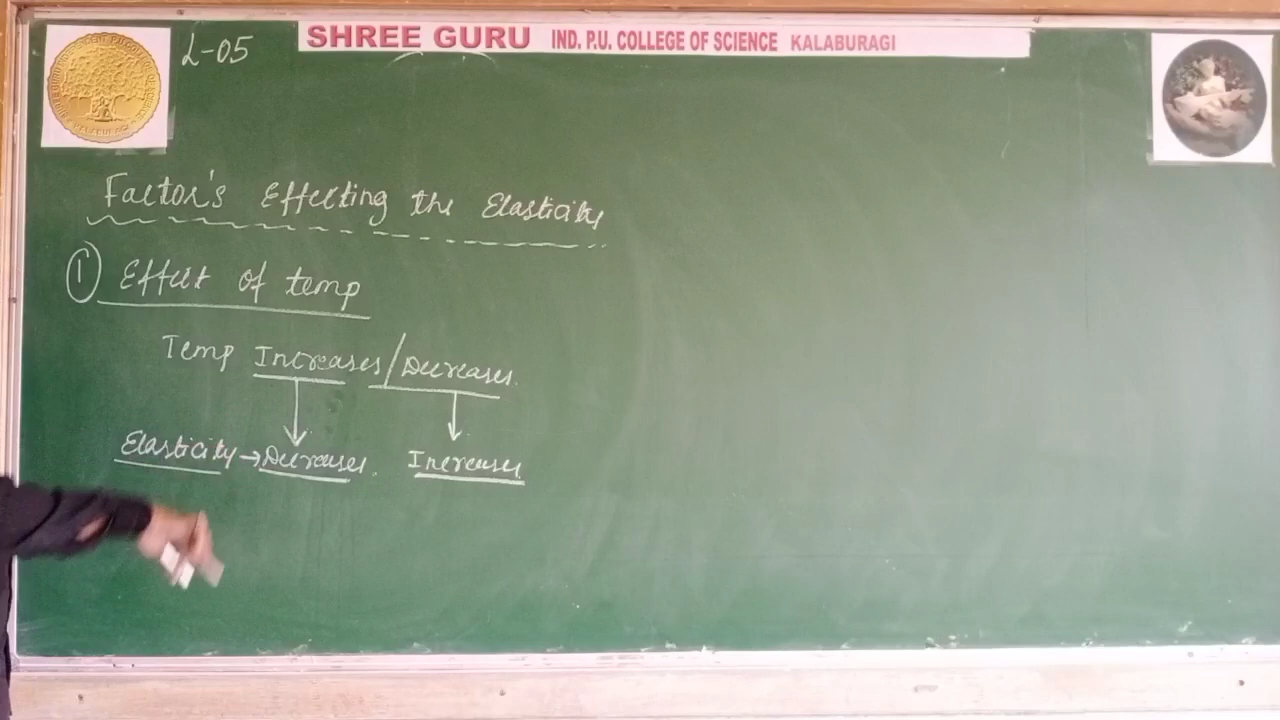 L-05
SHREE GURU IND. P.U. COLLEGE OF SCIENCE KALABURAGI
Factor's Effecting the Elasticity
① Effect of temp
Temp Increases/Decreases.
Elasticity → Decreases. Increases.